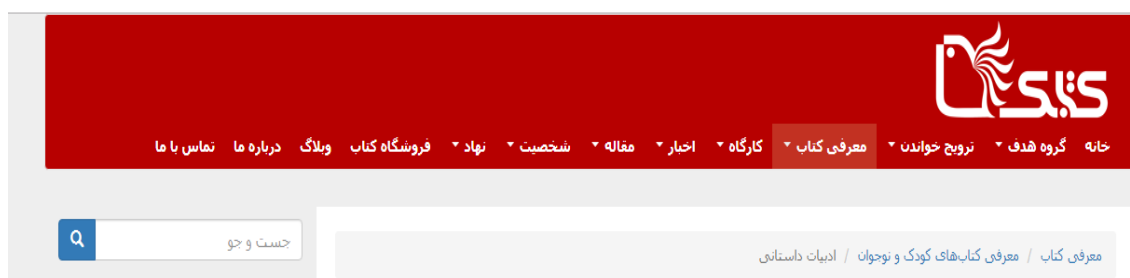 کتابک
خانه گروه هدف ترویج خواندن معرفی کتاب کارگاه اخبار مقاله شخصیت نهاد فروشگاه کتاب وبلاگ درباره ما تماس با ما
جست و جو
معرفی کتاب / معرفی کتاب‌های کودک و نوجوان / ادبیات داستانی